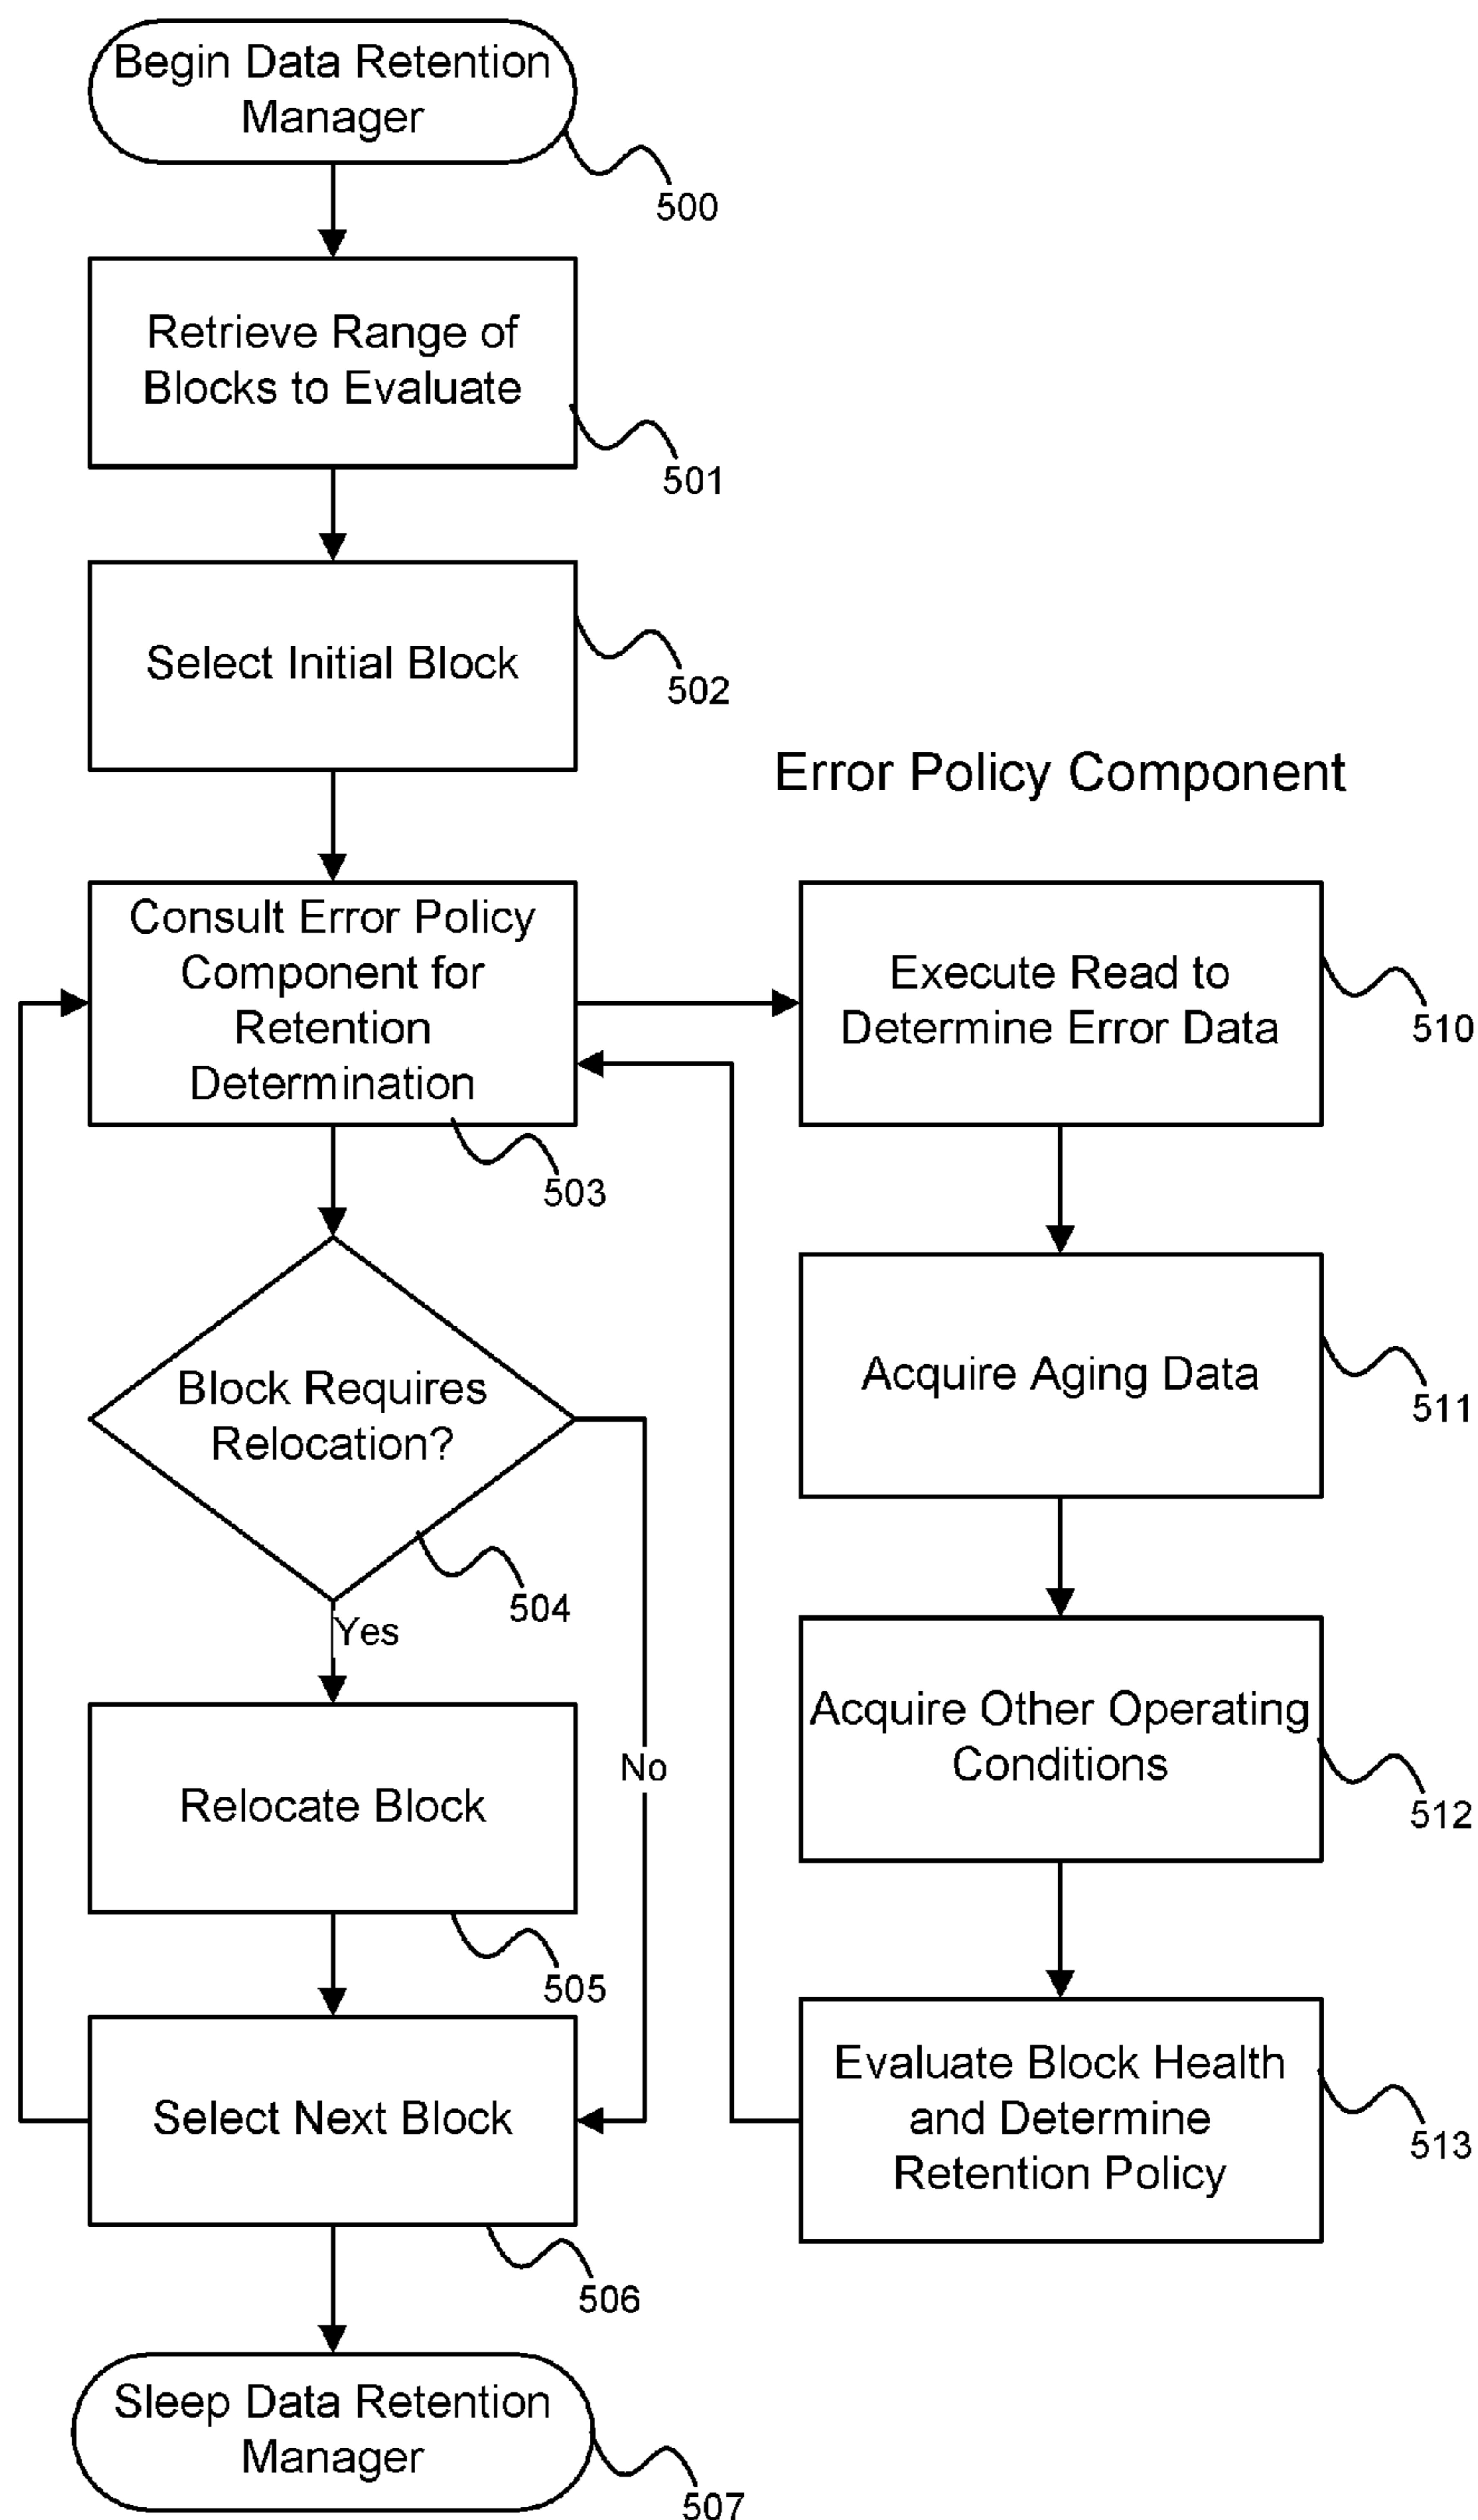 Begin Data Retention
Manager
500
Retrieve Range of
Blocks to Evaluate
501
Select Initial Block
502
Error Policy Component
Consult Error Policy
Component for
Retention
Determination
503
Execute Read to
Determine Error Data
510
Block Requires
Relocation?
504
Yes
No
Acquire Aging Data
511
Relocate Block
505
Acquire Other Operating
Conditions
512
Select Next Block
506
Evaluate Block Health
and Determine
Retention Policy
513
Sleep Data Retention
Manager
507